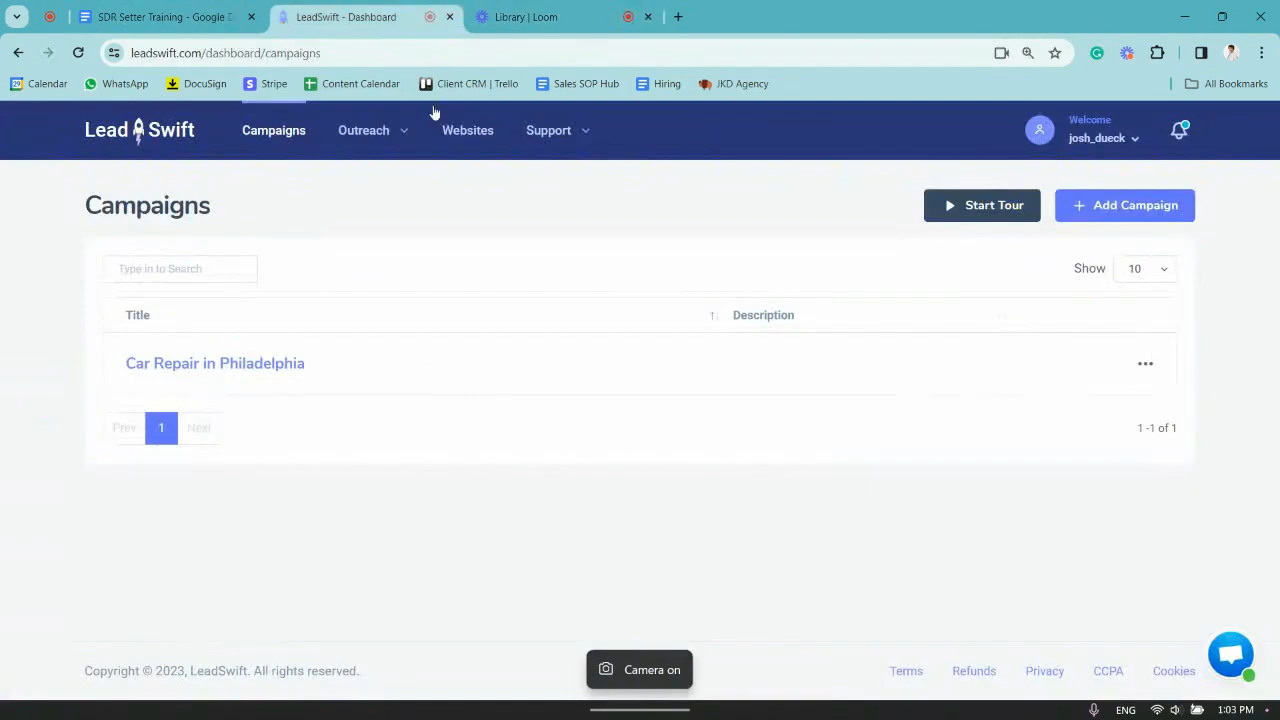 SDR Setter Training - Google D
LeadSwift - Dashboard
Library | Loom
leadswift.com/dashboard/campaigns
Calendar
WhatsApp
DocuSign
Stripe
Content Calendar
Client CRM | Trello
Sales SOP Hub
Hiring
JKD Agency
All Bookmarks
Lead Swift
Campaigns
Outreach
Websites
Support
Welcome
josh_dueck
Campaigns
Start Tour
Add Campaign
Type in to Search
Show
10
Title
Description
Car Repair in Philadelphia
Prev
1
Next
1 -1 of 1
Copyright © 2023, LeadSwift. All rights reserved.
Camera on
Terms
Refunds
Privacy
CCPA
Cookies
ENG
1:03 PM